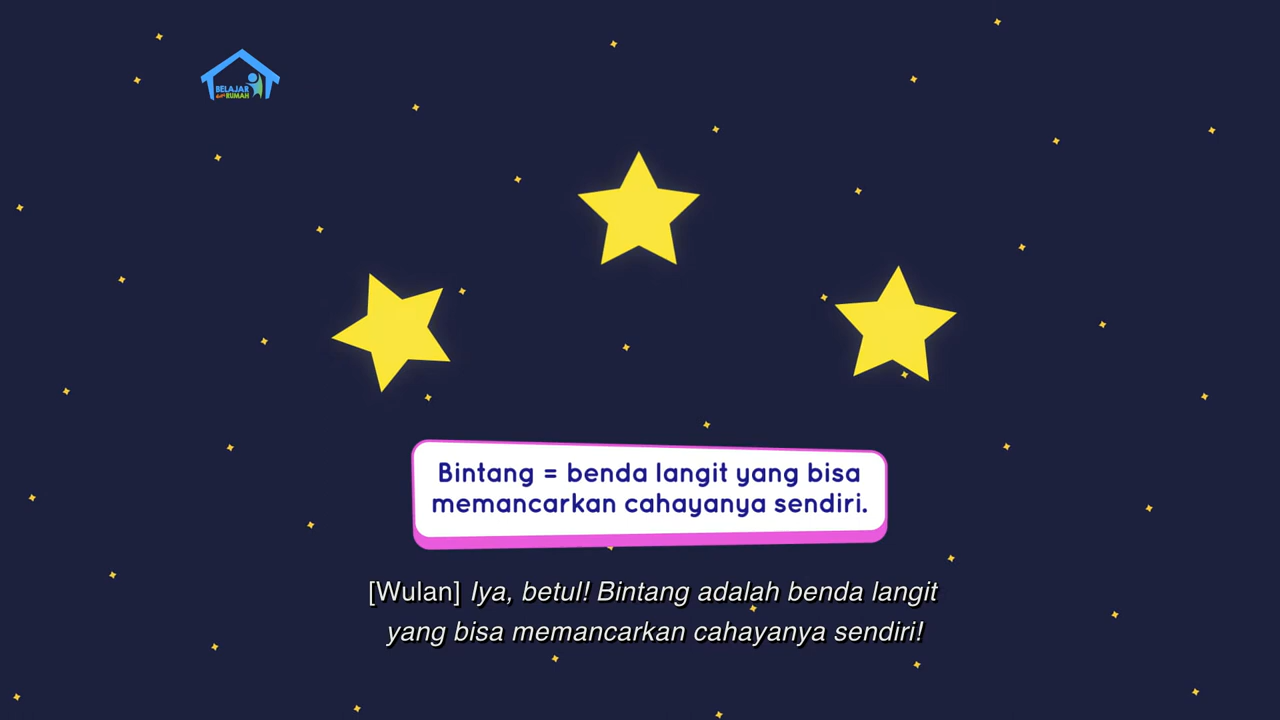 BELAJAR
dari RUMAH
Bintang = benda langit yang bisa
memancarkan cahayanya sendiri.
[Wulan] Iya, betul! Bintang adalah benda langit
yang bisa memancarkan cahayanya sendiri!